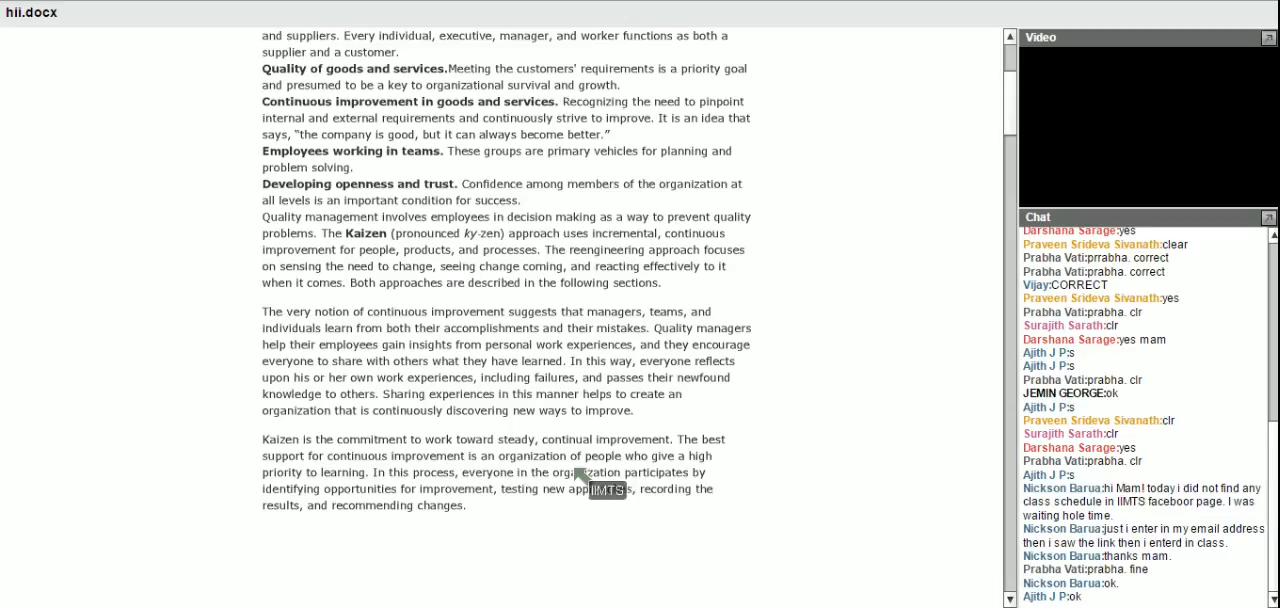 hii.docx
and suppliers. Every individual, executive, manager, and worker functions as both a
supplier and a customer.
Quality of goods and services.Meeting the customers' requirements is a priority goal
and presumed to be a key to organizational survival and growth.
Continuous improvement in goods and services. Recognizing the need to pinpoint
internal and external requirements and continuously strive to improve. It is an idea that
says, “the company is good, but it can always become better.”
Employees working in teams. These groups are primary vehicles for planning and
problem solving.
Developing openness and trust. Confidence among members of the organization at
all levels is an important condition for success.
Quality management involves employees in decision making as a way to prevent quality
problems. The Kaizen (pronounced ky-zen) approach uses incremental, continuous
improvement for people, products, and processes. The reengineering approach focuses
on sensing the need to change, seeing change coming, and reacting effectively to it
when it comes. Both approaches are described in the following sections.
The very notion of continuous improvement suggests that managers, teams, and
individuals learn from both their accomplishments and their mistakes. Quality managers
help their employees gain insights from personal work experiences, and they encourage
everyone to share with others what they have learned. In this way, everyone reflects
upon his or her own work experiences, including failures, and passes their newfound
knowledge to others. Sharing experiences in this manner helps to create an
organization that is continuously discovering new ways to improve.
Kaizen is the commitment to work toward steady, continual improvement. The best
support for continuous improvement is an organization of people who give a high
priority to learning. In this process, everyone in the organization participates by
identifying opportunities for improvement, testing new , recording the
results, and recommending changes.
IIMTS
Video
Chat
Darshana Sarage:yes
Praveen Srideva Sivanath:clear
Prabha Vati:prrabha. correct
Prabha Vati:prabha. correct
Vijay:CORRECT
Praveen Srideva Sivanath:yes
Prabha Vati:prabha. clr
Surajith Sarath:clr
Darshana Sarage:yes mam
Ajith J P:s
Ajith J P:s
Prabha Vati:prabha. clr
JEMIN GEORGE:ok
Ajith J P:s
Praveen Srideva Sivanath:clr
Surajith Sarath:clr
Darshana Sarage:yes
Prabha Vati:prabha. clr
Ajith J P:s
Nickson Barua:hi Mam! today i did not find any
class schedule in IIMTS faceboor page. I was
waiting hole time.
Nickson Barua:just i enter in my email address
then i saw the link then i enterd in class.
Nickson Barua:thanks mam.
Prabha Vati:prabha. fine
Nickson Barua:ok.
Ajith J P:ok